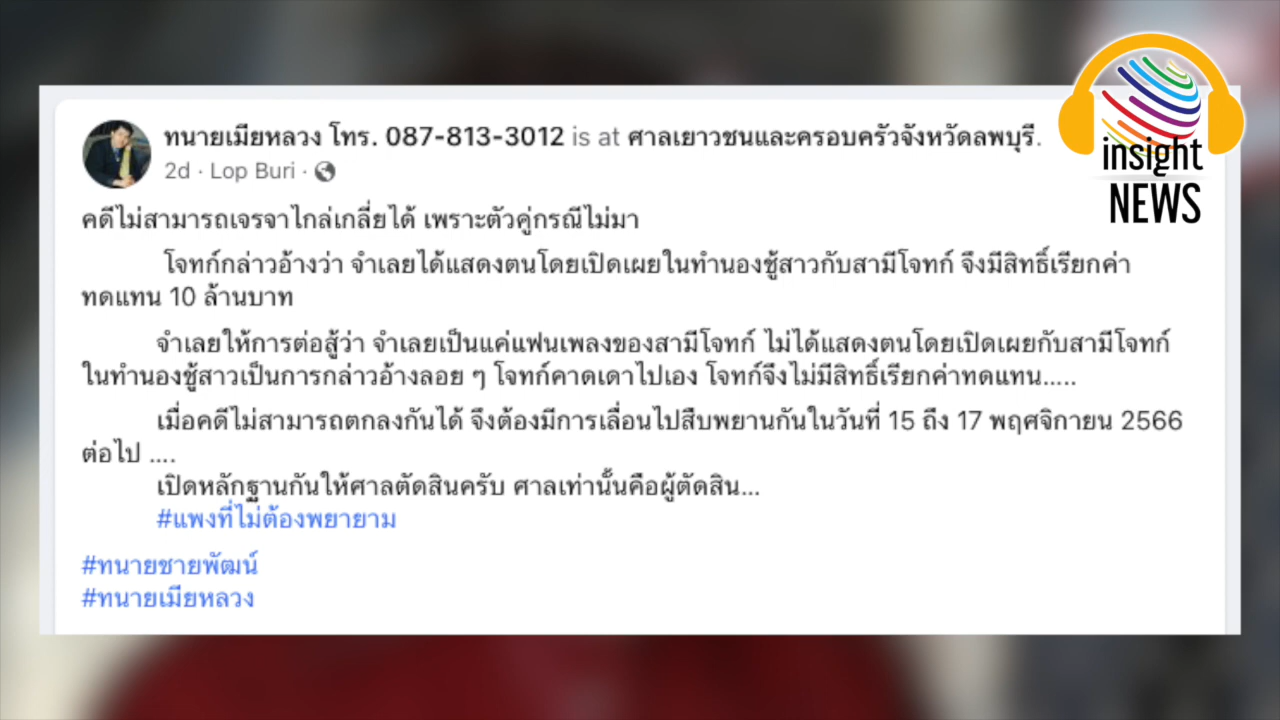 insight
NEWS
ทนายเมียหลวง โทร. 087-813-3012 is at ศาลเยาวชนและครอบครัวจังหวัดลพบุรี.
2d · Lop Buri ·
คดีไม่สามารถเจรจาไกล่เกลี่ยได้ เพราะตัวคู่กรณีไม่มา
โจทก์กล่าวอ้างว่า จำเลยได้แสดงตนโดยเปิดเผยในทำนองชู้สาวกับสามีโจทก์ จึงมีสิทธิ์เรียกค่า
ทดแทน 10 ล้านบาท
จำเลยให้การต่อสู้ว่า จำเลยเป็นแค่แฟนเพลงของสามีโจทก์ ไม่ได้แสดงตนโดยเปิดเผยกับสามีโจทก์
ในทำนองชู้สาวเป็นการกล่าวอ้างลอย ๆ โจทก์คาดเดาไปเอง โจทก์จึงไม่มีสิทธิ์เรียกค่าทดแทน.....
เมื่อคดีไม่สามารถตกลงกันได้ จึงต้องมีการเลื่อนไปสืบพยานกันในวันที่ 15 ถึง 17 พฤศจิกายน 2566
ต่อไป ....
เปิดหลักฐานกันให้ศาลตัดสินครับ ศาลเท่านั้นคือผู้ตัดสิน...
#แพงที่ไม่ต้องพยายาม
#ทนายชายพัฒน์
#ทนายเมียหลวง